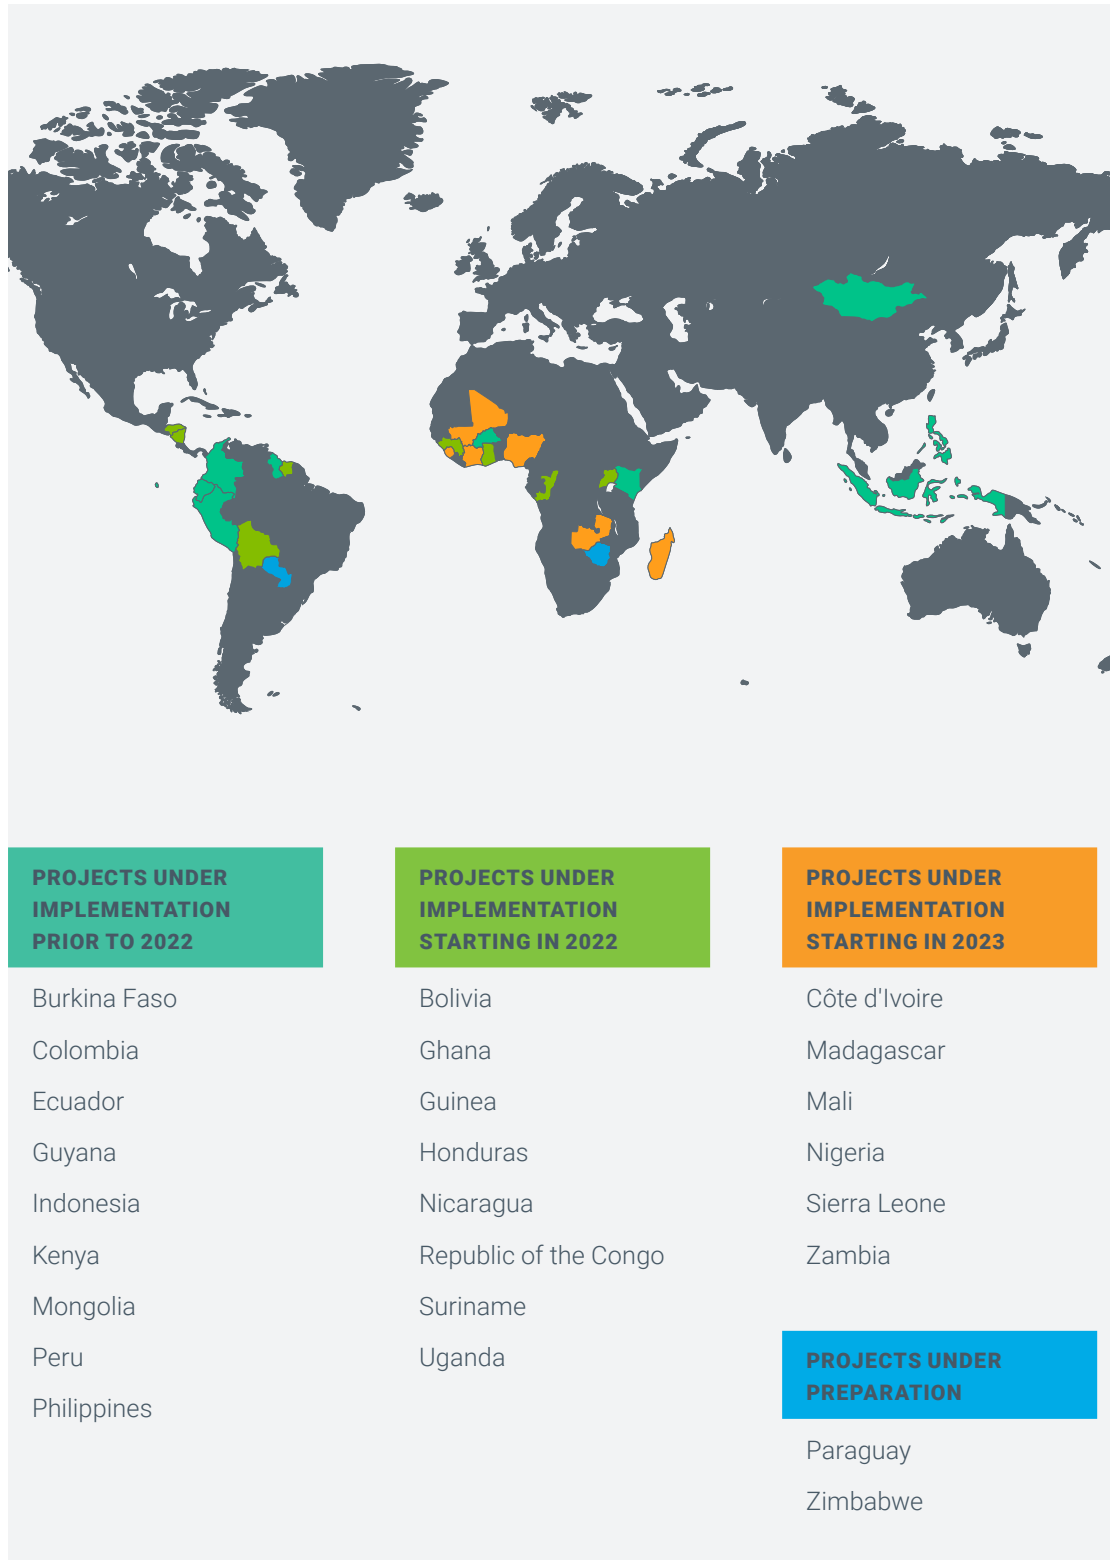 PROJECTS UNDER
IMPLEMENTATION
PRIOR TO 2022
Burkina Faso
Colombia
Ecuador
Guyana
Indonesia
Kenya
Mongolia
Peru
Philippines
PROJECTS UNDER
IMPLEMENTATION
STARTING IN 2022
Bolivia
Ghana
Guinea
Honduras
Nicaragua
Republic of the Congo
Suriname
Uganda
PROJECTS UNDER
IMPLEMENTATION
STARTING IN 2023
Côte d'Ivoire
Madagascar
Mali
Nigeria
Sierra Leone
Zambia
PROJECTS UNDER
PREPARATION
Paraguay
Zimbabwe